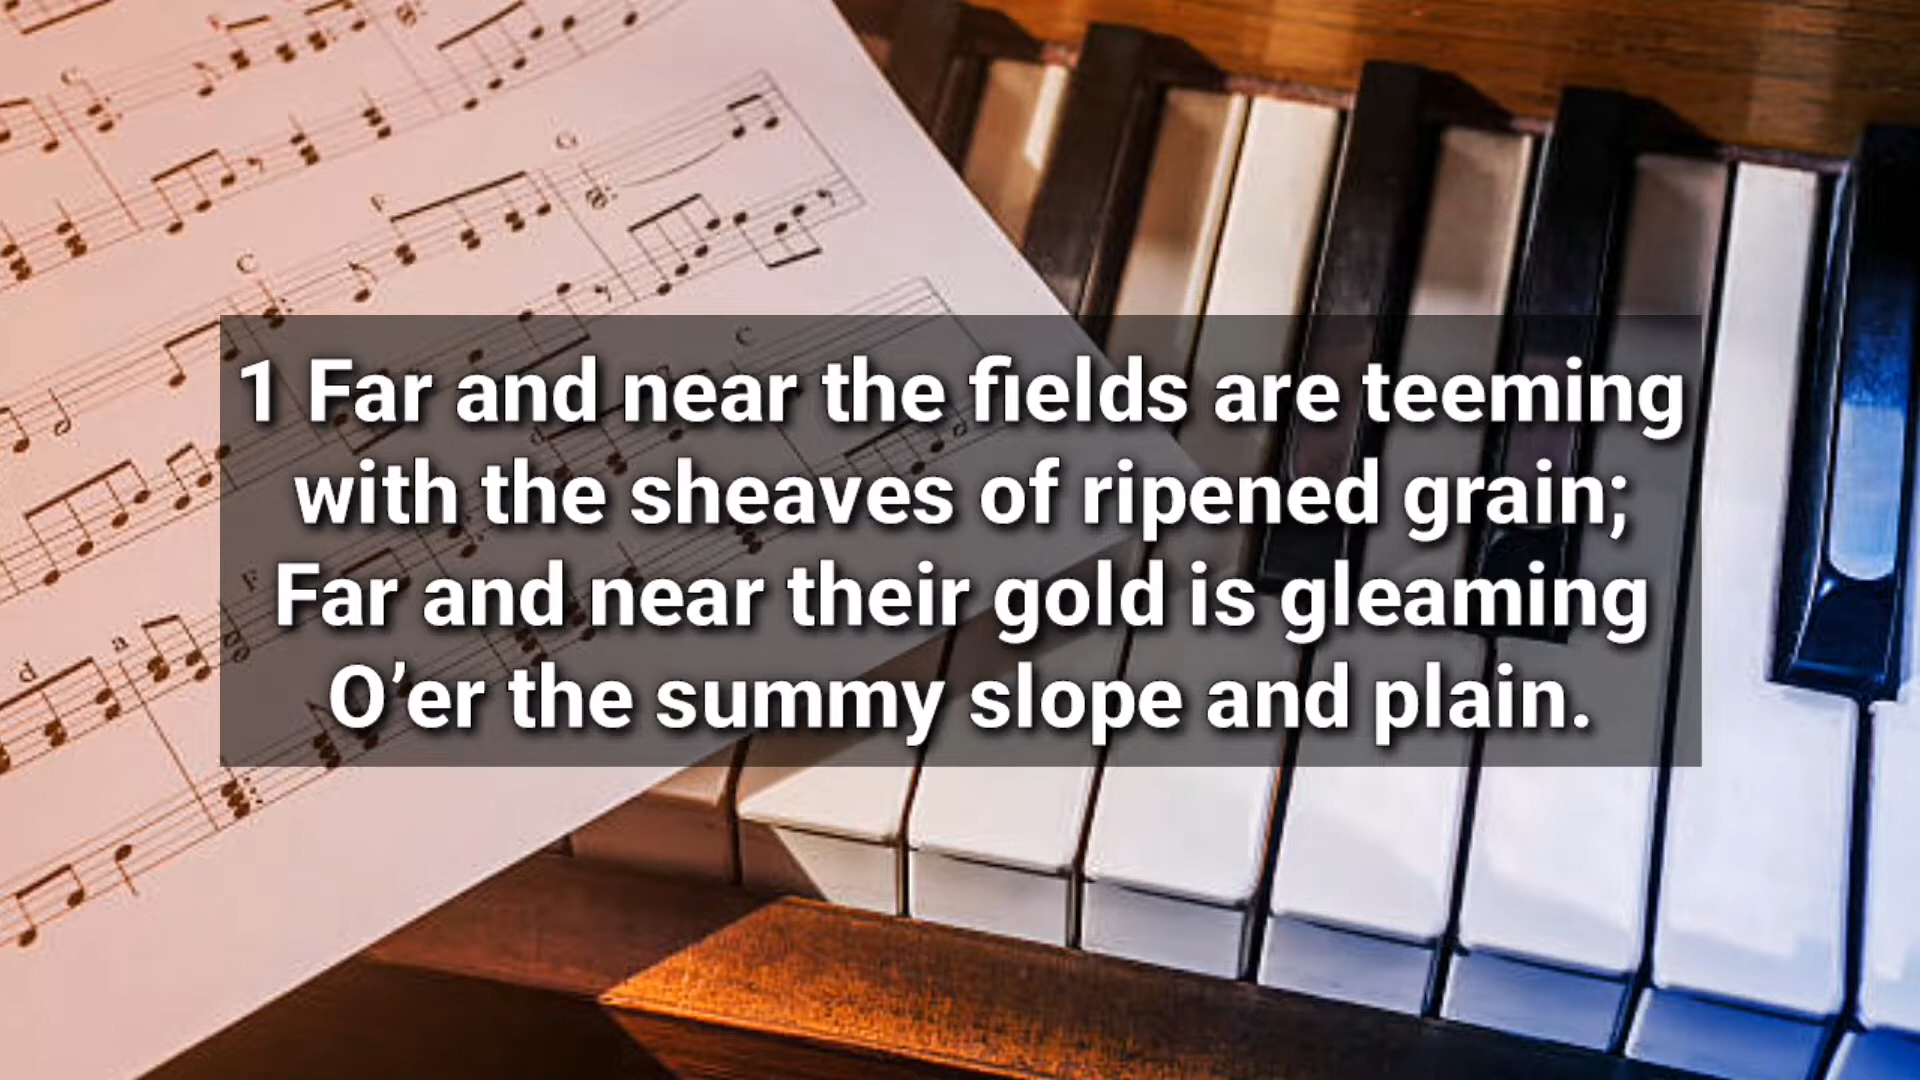 1 Far and near the fields are teeming
with the sheaves of ripened grain;
Far and near their gold is gleaming
O’er the summy slope and plain.